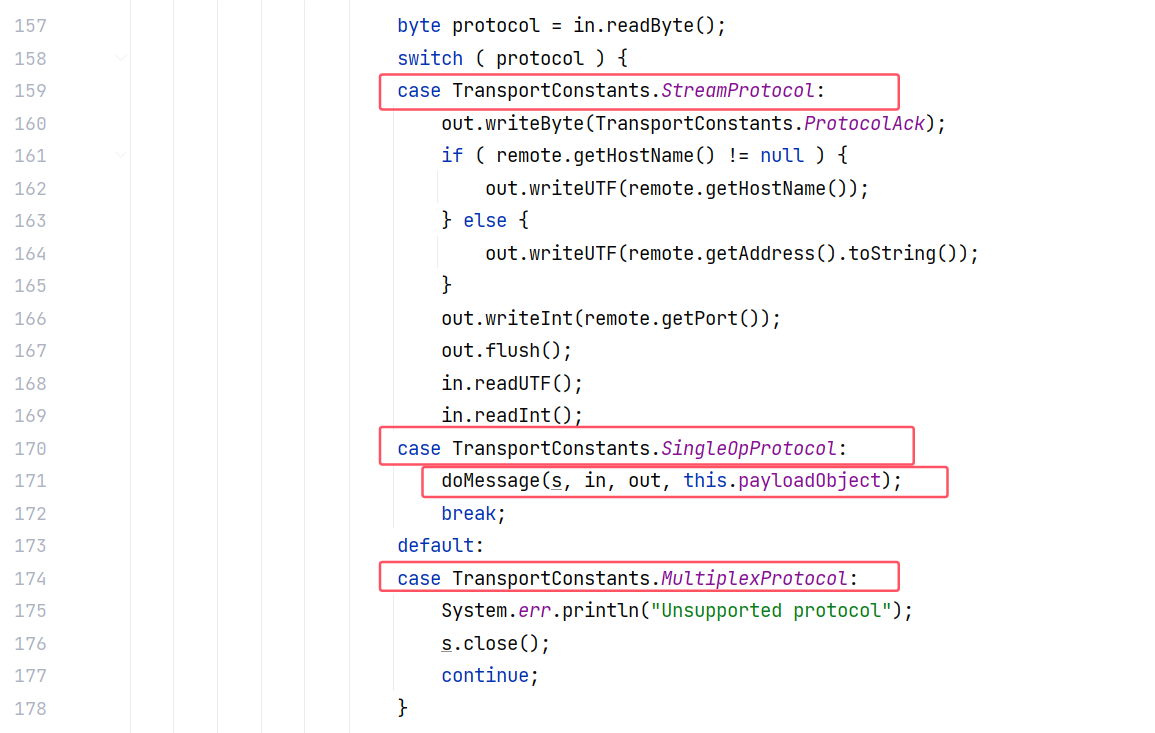 157 byte protocol = in.readByte();
158 switch ( protocol ) {
159 case TransportConstants.StreamProtocol:
160 out.writeByte(TransportConstants.ProtocolAck);
161 if ( remote.getHostName() != null ) {
162 out.writeUTF(remote.getHostName());
163 } else {
164 out.writeUTF(remote.getAddress().toString());
165 }
166 out.writeInt(remote.getPort());
167 out.flush();
168 in.readUTF();
169 in.readInt();
170 case TransportConstants.SingleOpProtocol:
171 doMessage(s, in, out, this.payloadObject);
172 break;
173 default:
174 case TransportConstants.MultiplexProtocol:
175 System.err.println("Unsupported protocol");
176 s.close();
177 continue;
178 }